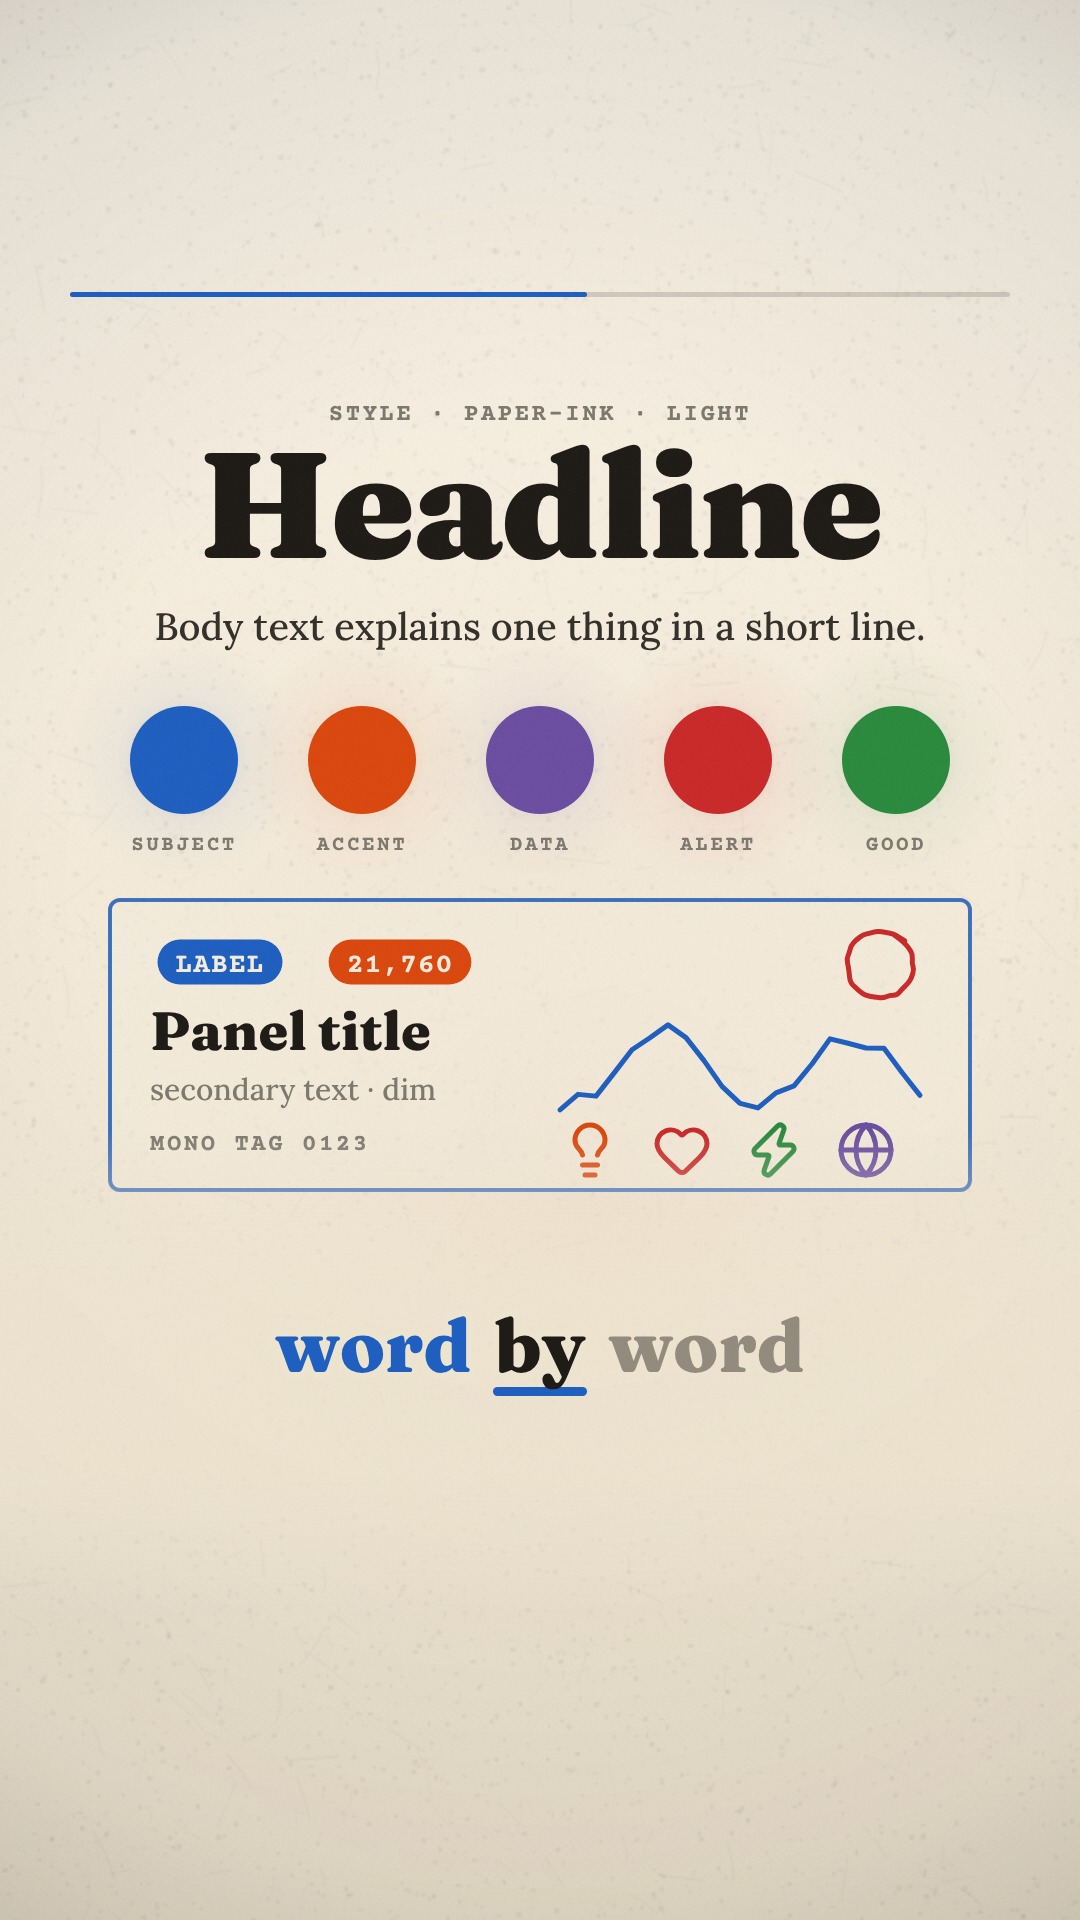 STYLE · PAPER-INK · LIGHT
Headline
Body text explains one thing in a short line.
SUBJECT ACCENT DATA ALERT GOOD
LABEL 21,760
Panel title
secondary text · dim
MONO TAG 0123
word by word